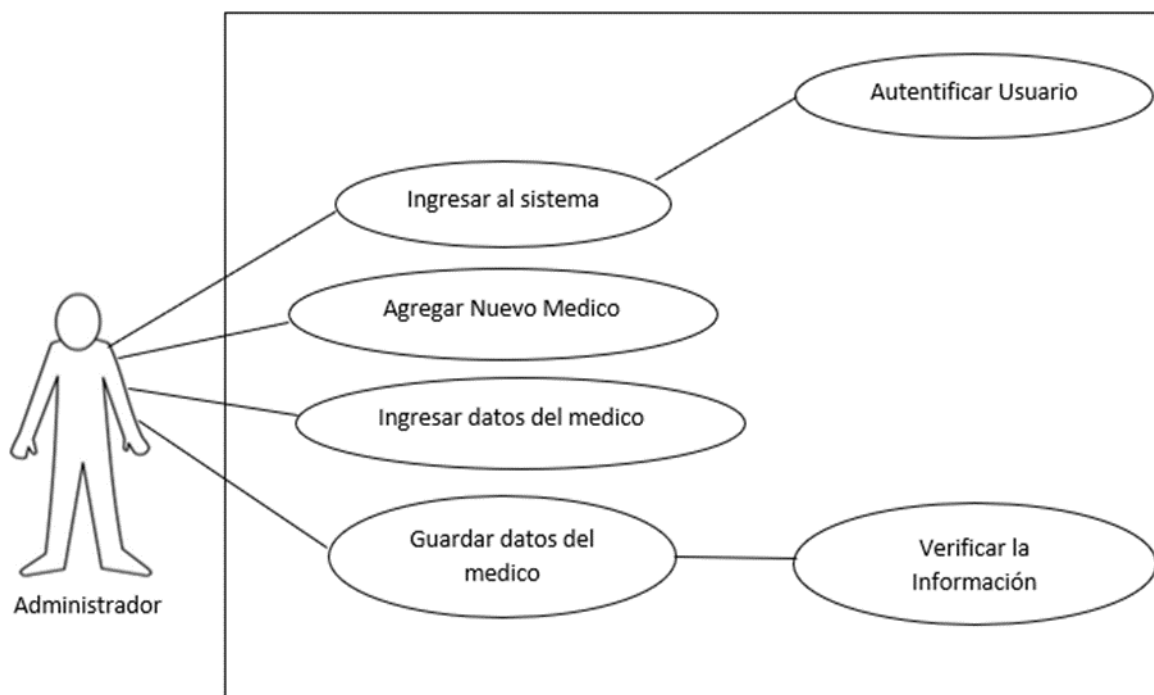 Autentificar Usuario
Ingresar al sistema
Agregar Nuevo Medico
Ingresar datos del medico
Guardar datos del
medico
Verificar la
Información
Administrador